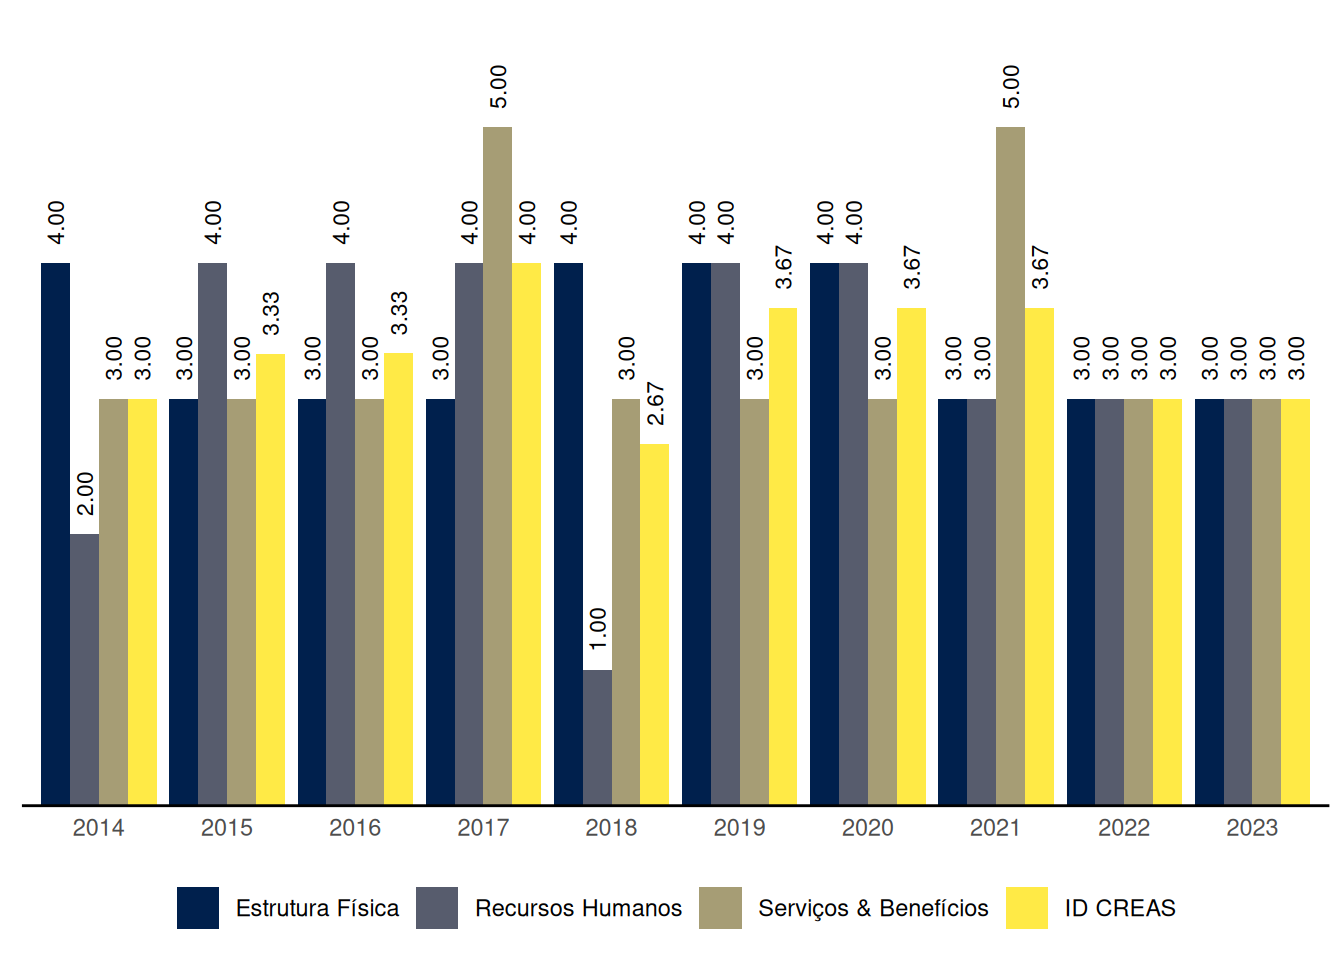 5.00 5.00
4.00 4.00 4.00 4.00 4.00 4.00 4.00 4.00 4.00 4.00
3.67 3.67 3.67
3.33 3.33
3.00 3.00 3.00 3.00 3.00 3.00 3.00 3.00 3.00 3.00 3.00 3.00 3.00 3.00 3.00 3.00 3.00 3.00 3.00 3.00
2.67
2.00
1.00
2014 2015 2016 2017 2018 2019 2020 2021 2022 2023
Estrutura Física Recursos Humanos Serviços & Benefícios ID CREAS